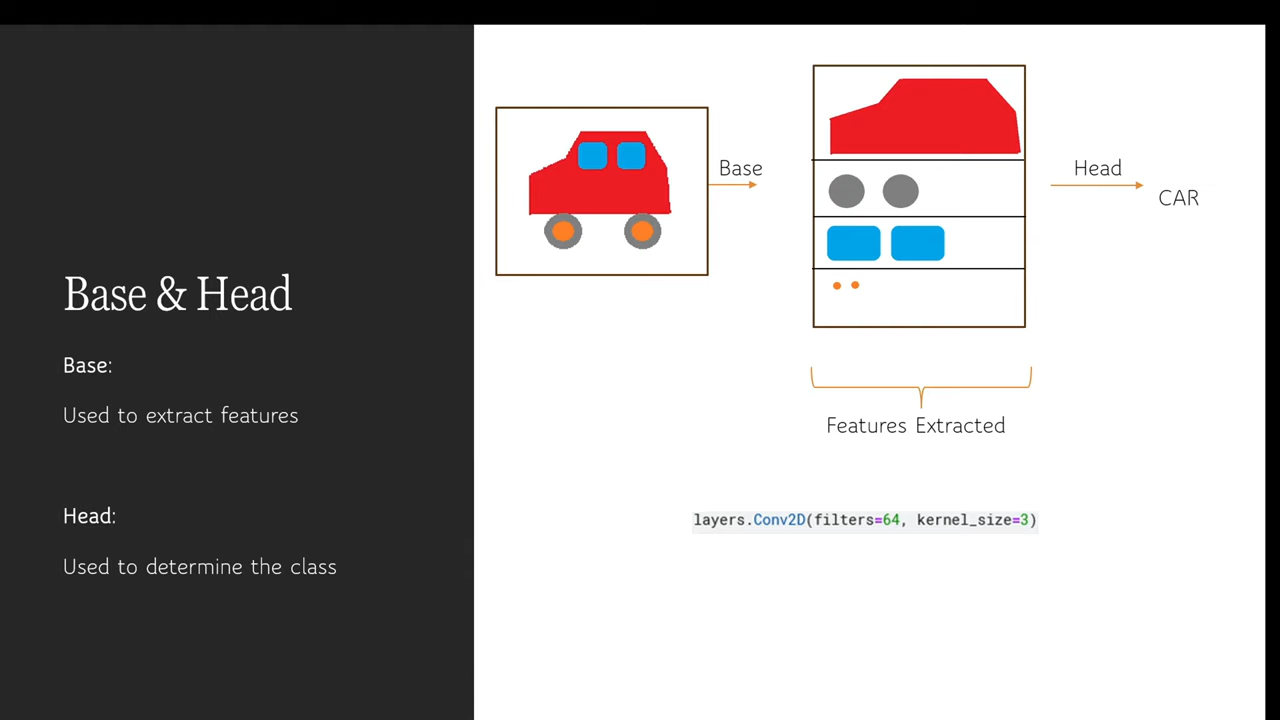 Base & Head
Base:
Used to extract features
Head:
Used to determine the class
Base
Head
CAR
Features Extracted
layers.Conv2D(filters=64, kernel_size=3)